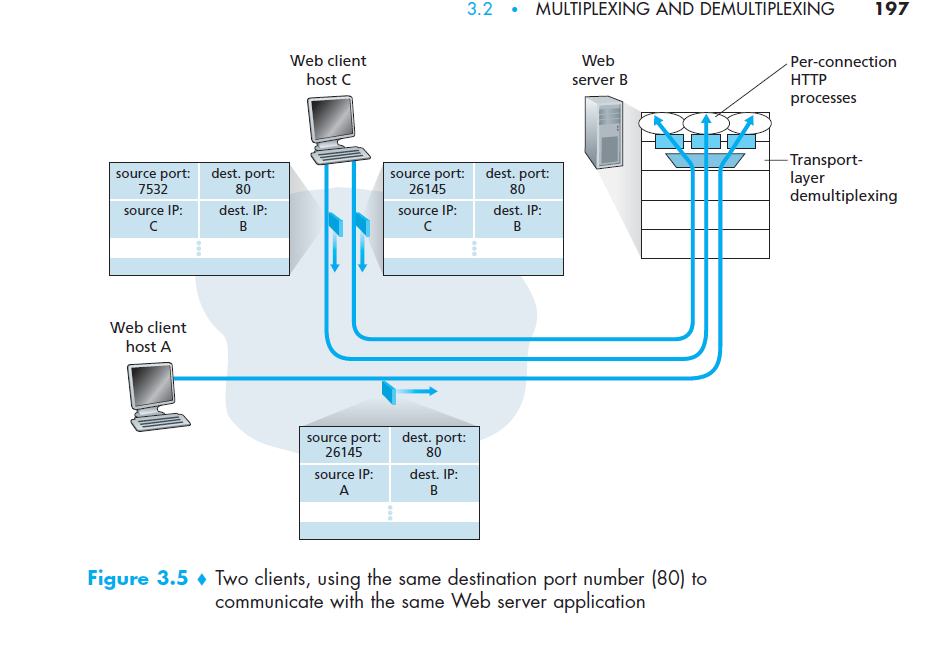 3.2 • MULTIPLEXING AND DEMULTIPLEXING 197
Web client
host C
Web
server B
Per-connection
HTTP
processes
Transport-
layer
demultiplexing
source port:
7532
dest. port:
80
source IP:
C
dest. IP:
B
source port:
26145
dest. port:
80
source IP:
C
dest. IP:
B
Web client
host A
source port:
26145
dest. port:
80
source IP:
A
dest. IP:
B
Figure 3.5 ♦ Two clients, using the same destination port number (80) to
communicate with the same Web server application